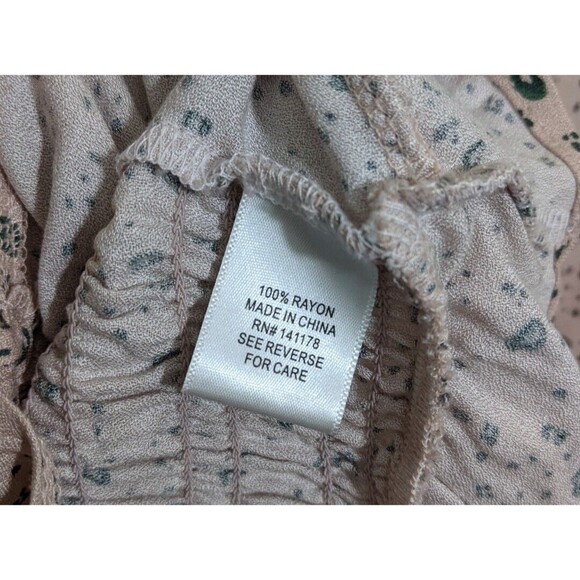 100% RAYON
MADE IN CHINA
RN# 141178
SEE REVERSE
FOR CARE